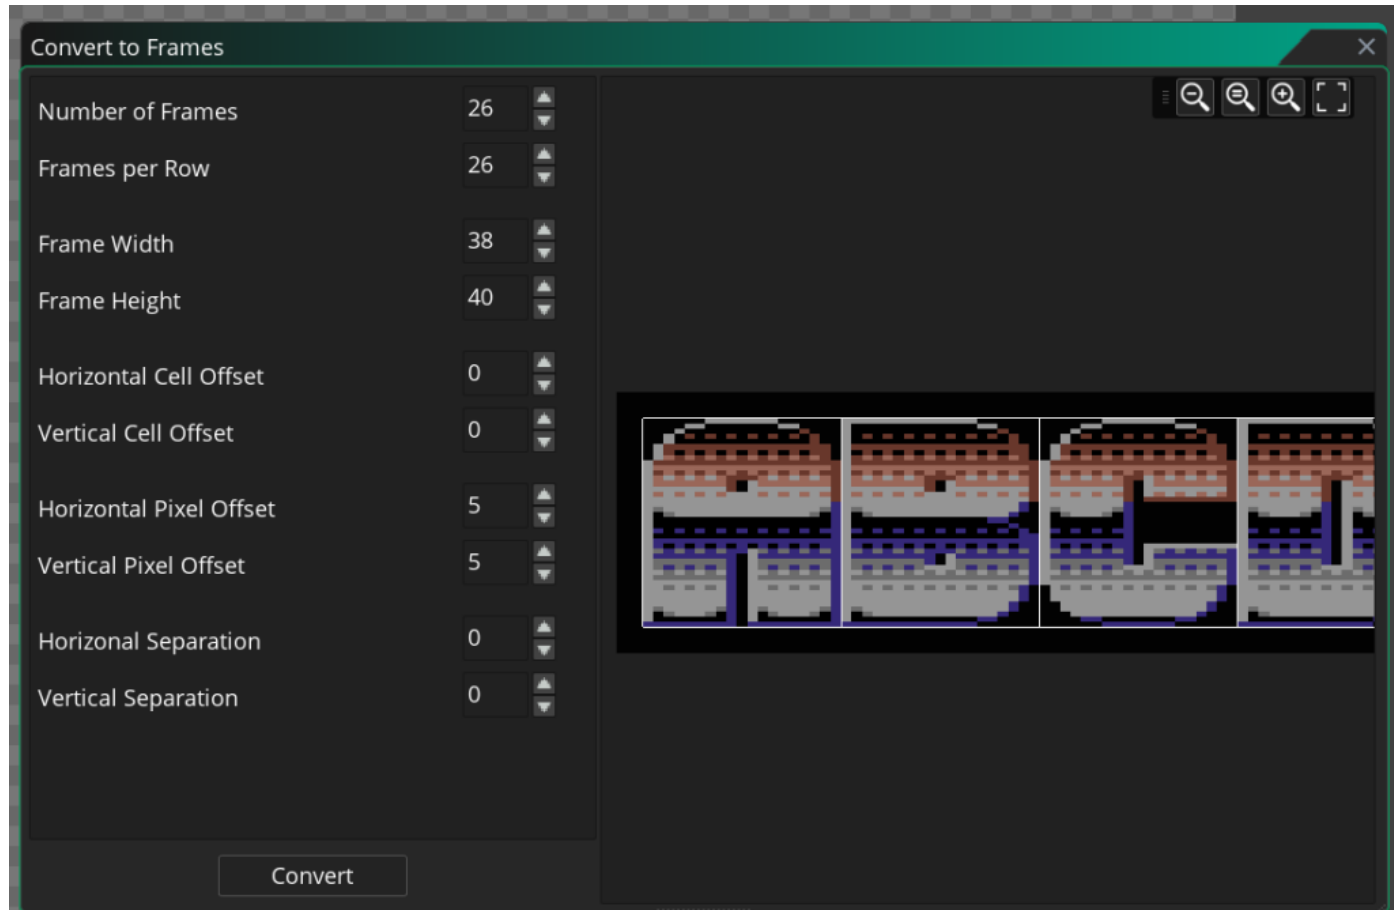 Convert to Frames
Number of Frames 26
Frames per Row 26
Frame Width 38
Frame Height 40
Horizontal Cell Offset 0
Vertical Cell Offset 0
Horizontal Pixel Offset 5
Vertical Pixel Offset 5
Horizonal Separation 0
Vertical Separation 0
Convert
ABC